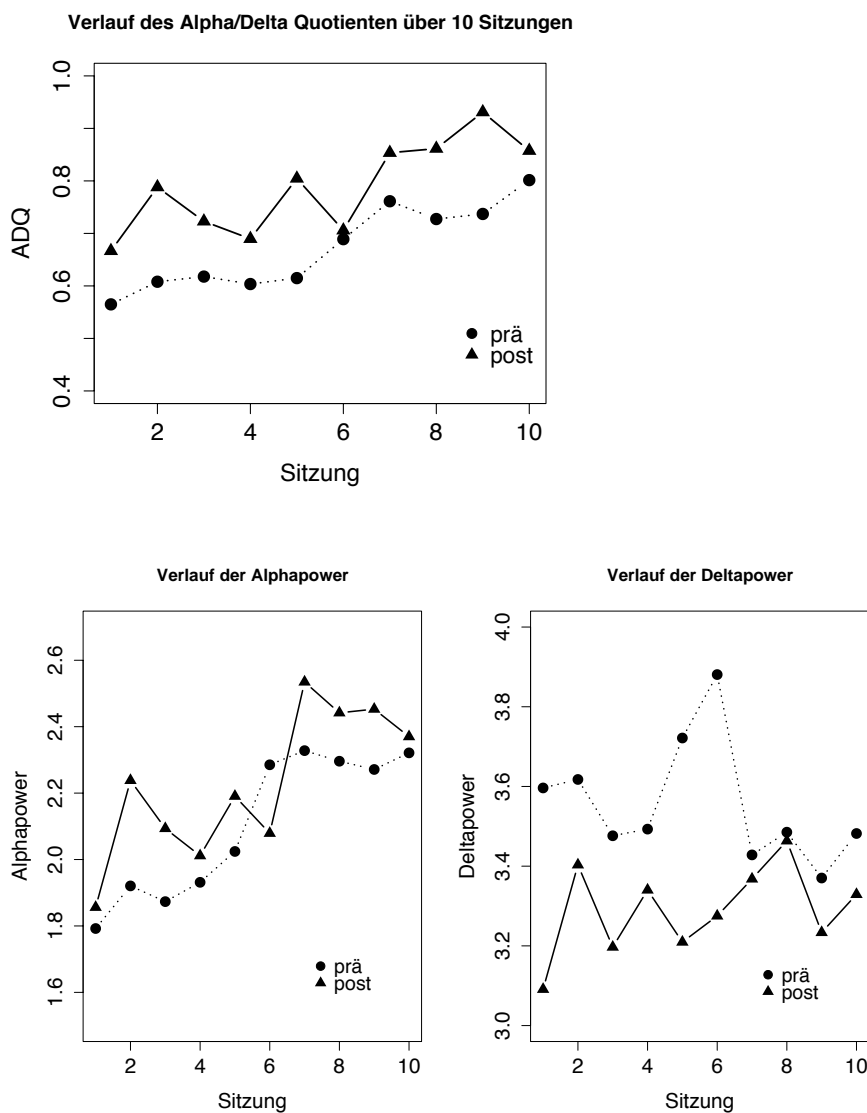 Verlauf des Alpha/Delta Quotienten über 10 Sitzungen
ADQ
1.0
0.8
0.6
0.4
prä
post
2 4 6 8 10
Sitzung
Verlauf der Alphapower
Alphapower
2.6
2.4
2.2
2.0
1.8
1.6
prä
post
2 4 6 8 10
Sitzung
Verlauf der Deltapower
Deltapower
4.0
3.8
3.6
3.4
3.2
3.0
prä
post
2 4 6 8 10
Sitzung